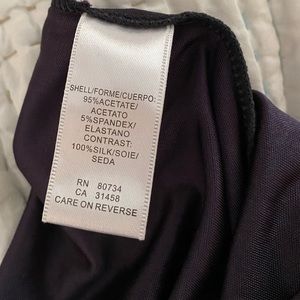 SHELL/FORME/CUERPO:
95%ACETATE/
ACETATO
5%SPANDEX/
ELASTANO
CONTRAST:
100%SILK/SOIE/
SEDA
RN 80734
CA 31458
CARE ON REVERSE